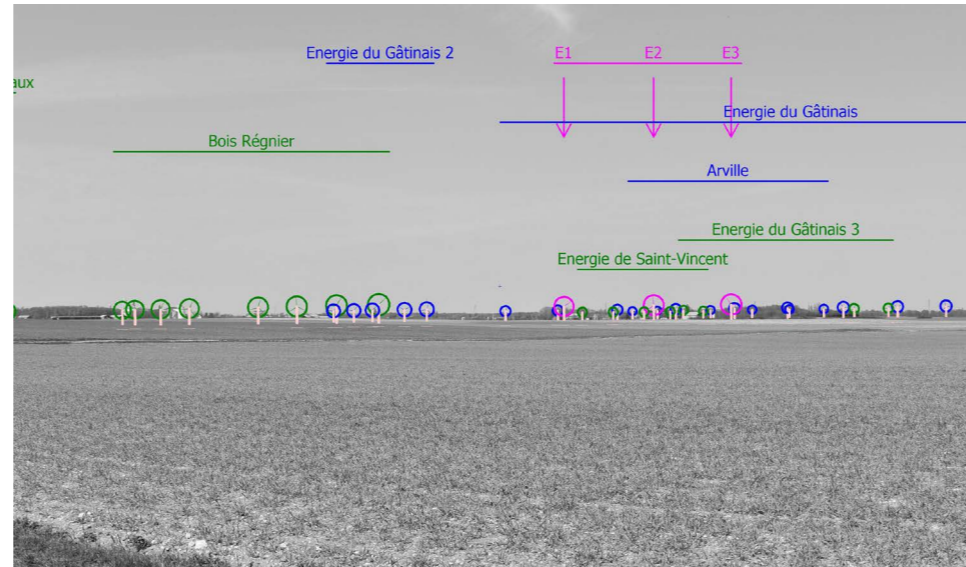 Energie du Gâtinais 2
E1 E2 E3
aux
Energie du Gâtinais
Bois Régnier
Arville
Energie du Gâtinais 3
Energie de Saint-Vincent